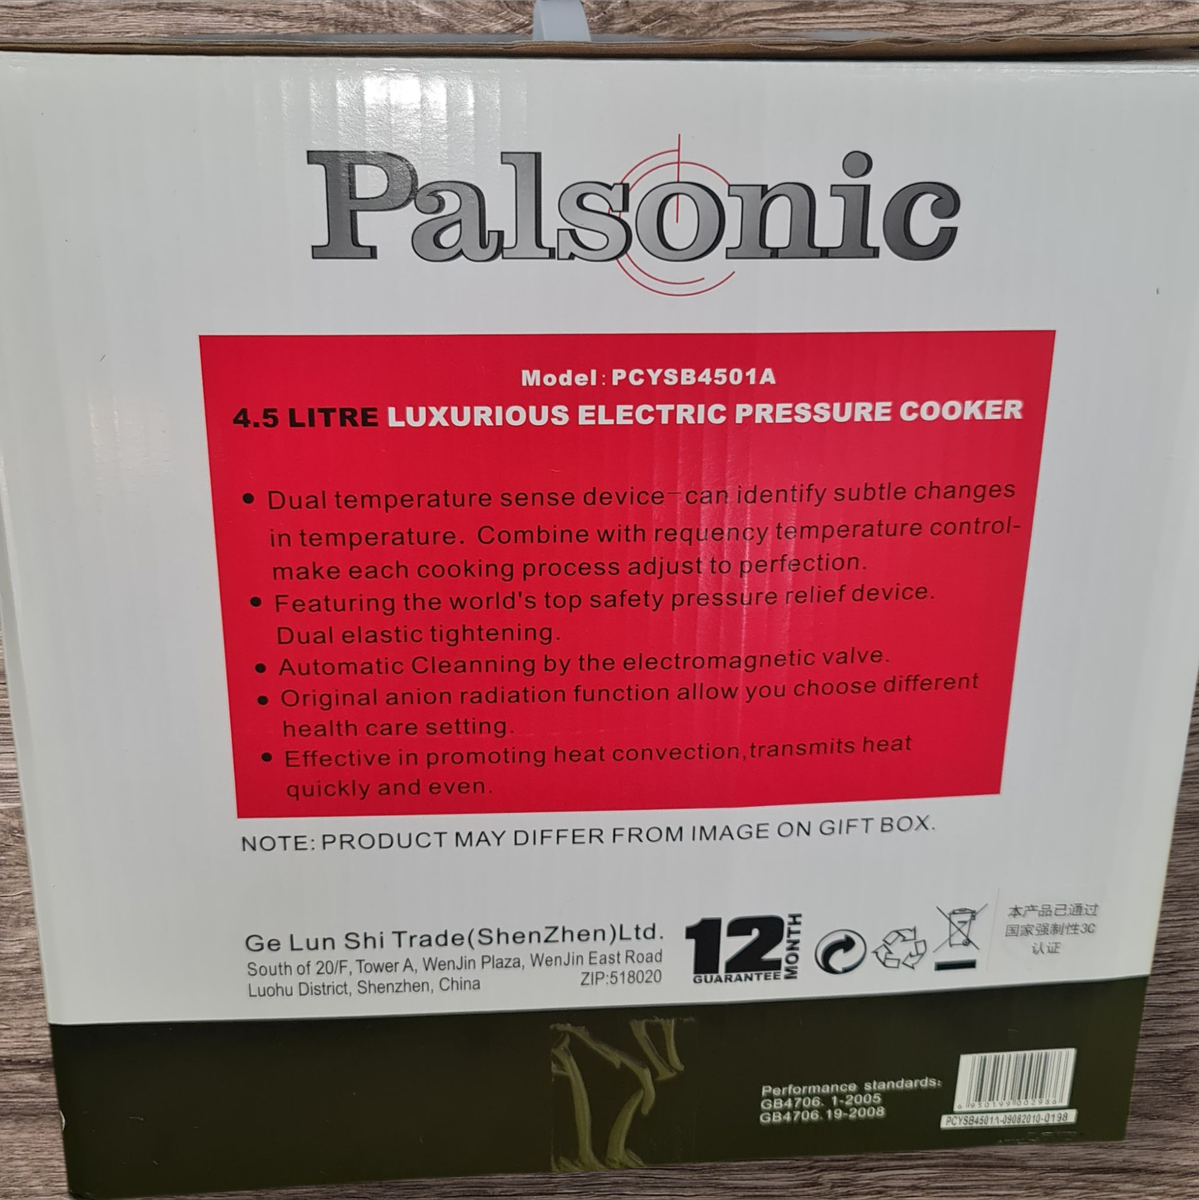 Palsonic
Model:PCYSB4501A
4.5 LITRE LUXURIOUS ELECTRIC PRESSURE COOKER
• Dual temperature sense device-can identify subtle changes
in temperature. Combine with requency temperature control-
make each cooking process adjust to perfection.
• Featuring the world's top safety pressure relief device.
Dual elastic tightening.
• Automatic Cleanning by the electromagnetic valve.
• Original anion radiation function allow you choose different
health care setting.
• Effective in promoting heat convection,transmits heat
quickly and even.
NOTE: PRODUCT MAY DIFFER FROM IMAGE ON GIFT BOX.
Ge Lun Shi Trade(ShenZhen)Ltd.
South of 20/F, Tower A, WenJin Plaza, WenJin East Road
Luohu District, Shenzhen, China ZIP:518020
12 MONTH
GUARANTEE
本产品已通过
国家强制性3C
认证
Performance standards:
GB4706. 1-2005
GB4706.19-2008
PCYSB4501A-09082010-0198